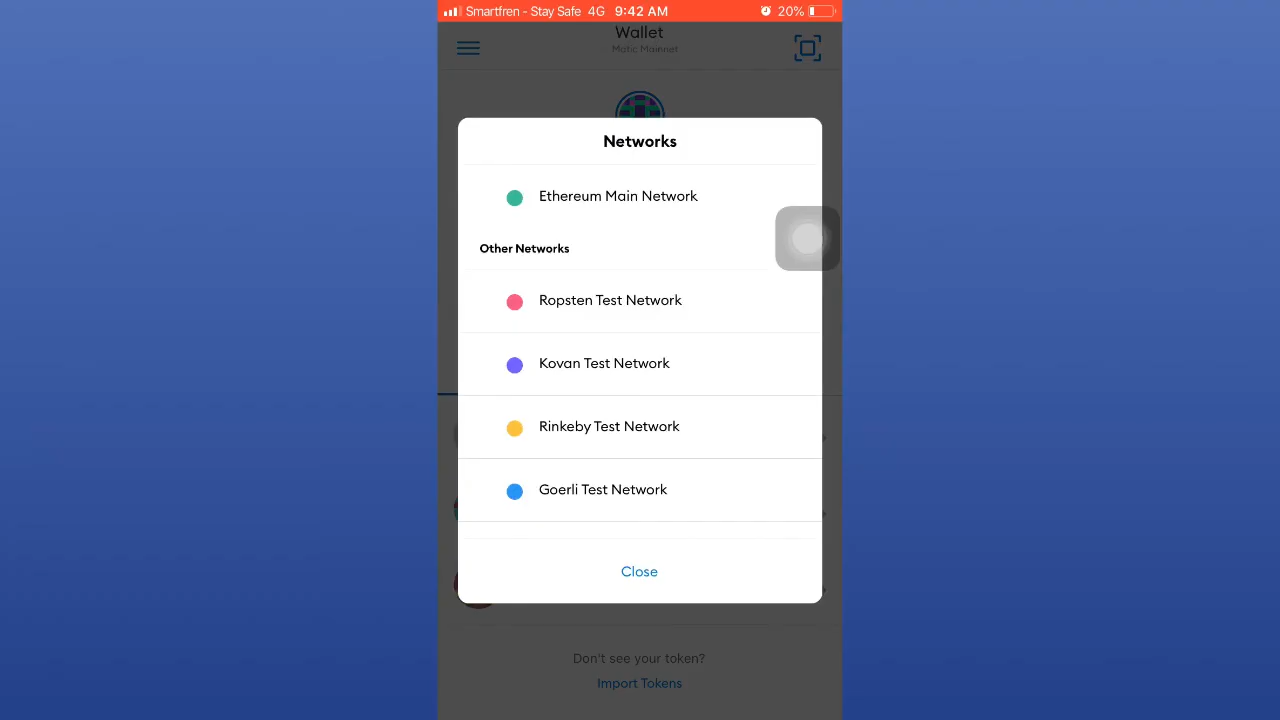 Smartfren - Stay Safe 4G 9:42 AM 20%
Wallet
Matic Mainnet
Networks
Ethereum Main Network
Other Networks
Ropsten Test Network
Kovan Test Network
Rinkeby Test Network
Goerli Test Network
Close
Don't see your token?
Import Tokens